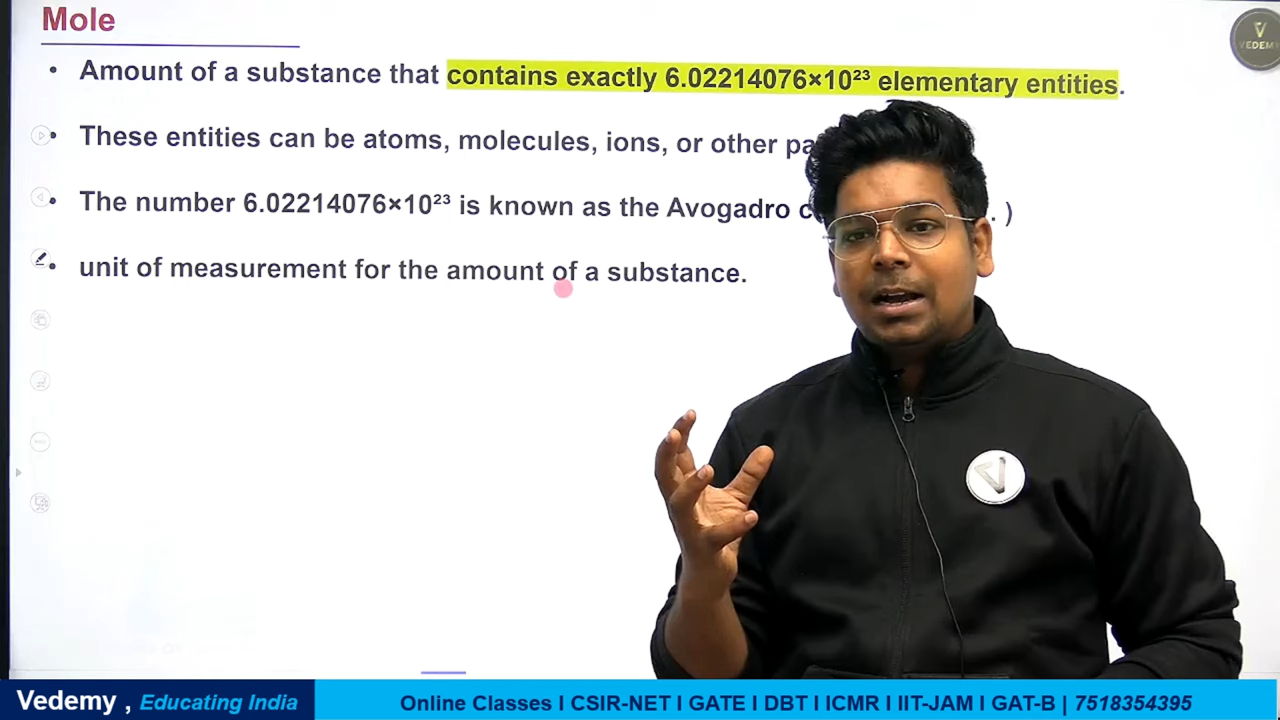 Mole
VEDEMY
• Amount of a substance that contains exactly 6.02214076×10²³ elementary entities.
• These entities can be atoms, molecules, ions, or other
• The number 6.02214076×10²³ is known as the Avogadro . )
• unit of measurement for the amount of a substance.
Vedemy , Educating India
Online Classes I CSIR-NET I GATE I DBT I ICMR I IIT-JAM I GAT-B | 7518354395